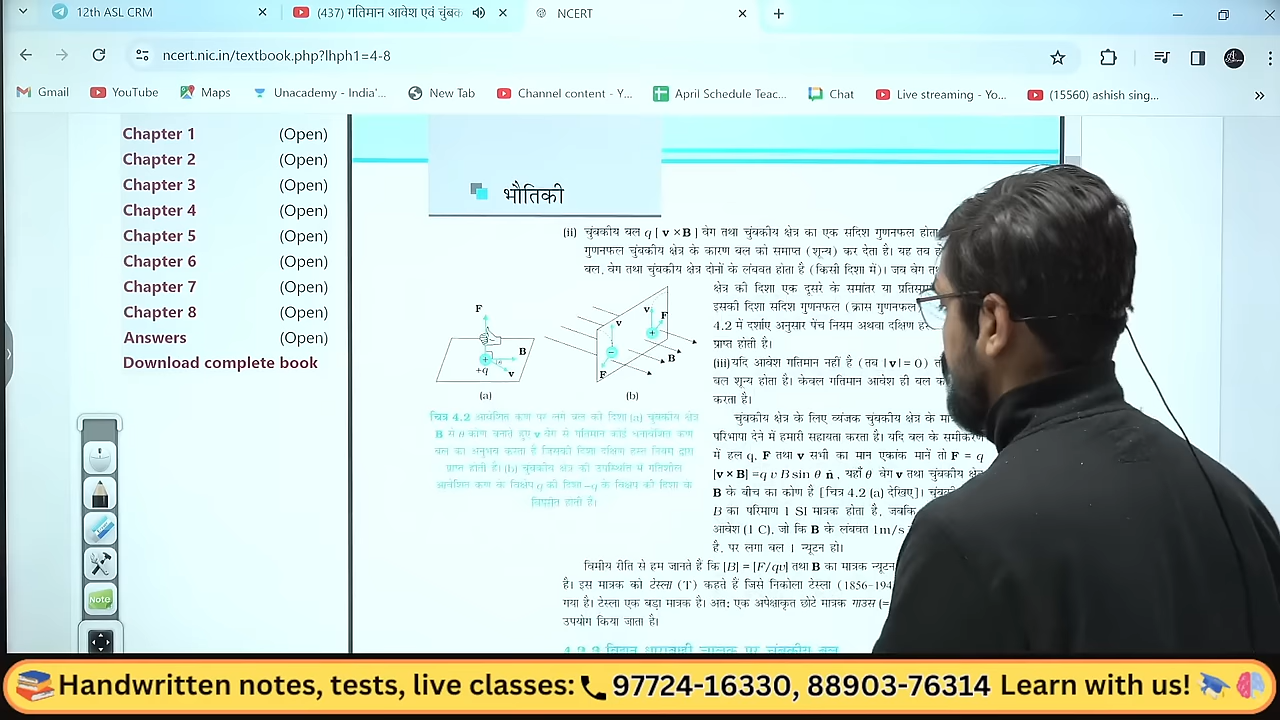 12th ASL CRM
(437) गतिमान आवेश एवं चुंबक
NCERT
ncert.nic.in/textbook.php?lhph1=4-8
Gmail
YouTube
Maps
Unacademy - India'...
New Tab
Channel content - Y...
April Schedule Teac...
Chat
Live streaming - Yo...
(15560) ashish sing...
Chapter 1 (Open)
Chapter 2 (Open)
Chapter 3 (Open)
Chapter 4 (Open)
Chapter 5 (Open)
Chapter 6 (Open)
Chapter 7 (Open)
Chapter 8 (Open)
Answers (Open)
Download complete book
Note
भौतिकी
(ii) चुंबकीय बल q [ v × B ] वेग तथा चुंबकीय क्षेत्र का एक सदिश गुणनफल होता
गुणनफल चुंबकीय क्षेत्र के कारण बल को समाप्त (शून्य) कर देता है। यह तब
बल, वेग तथा चुंबकीय क्षेत्र दोनों के लंबवत होता है (किसी दिशा में)। जब वेग
क्षेत्र की दिशा एक दूसरे के समांतर या
इसकी दिशा सदिश गुणनफल (क्रास गुणनफल
4.2 में दर्शाए अनुसार पेंच नियम अथवा दक्षिण
प्राप्त होती है।
(iii) यदि आवेश गतिमान नहीं है (तब |v| = 0)
बल शून्य होता है। केवल गतिमान आवेश ही बल
करता है।
F
B
+q
v
(a)
v
F
v
F
B
(b)
चित्र 4.2 आवेशित कण पर लगे बल की दिशा (a) चुंबकीय क्षेत्र
B से θ कोण बनाते हुए v वेग से गतिमान कोई धनावेशित कण
बल का अनुभव करता है जिसकी दिशा दक्षिण हस्त नियम द्वारा
प्राप्त होती है। (b) चुंबकीय क्षेत्र की उपस्थिति में गतिशील
आवेशित कण के विक्षेप q की दिशा –q के विक्षेप की दिशा के
विपरीत होती है।
चुंबकीय क्षेत्र के लिए व्यंजक चुंबकीय क्षेत्र के
परिभाषा देने में हमारी सहायता करता है। यदि बल के समीकरण
में हम q, F तथा v सभी का मान एकांक मानें तो F = q
[v × B] = q v B sin θ n̂, यहाँ θ वेग v तथा चुंबकीय
B के बीच का कोण है [चित्र 4.2 (a) देखिए]।
B का परिमाण 1 SI मात्रक होता है, जबकि
आवेश (1 C), जो कि B के लंबवत 1m/s
है, पर लगा बल 1 न्यूटन हो।
विमीय रीति से हम जानते हैं कि [B] = [F/qv] तथा B का मात्रक न्यूटन
है। इस मात्रक को टेस्ला (T) कहते हैं जिसे निकोला टेस्ला (1856–194
गया है। टेस्ला एक बड़ा मात्रक है। अतः एक अपेक्षाकृत छोटे मात्रक गाउस (=
उपयोग किया जाता है।
4.2.3 विद्युत धारावाही चालक पर चुंबकीय बल
Handwritten notes, tests, live classes: 97724-16330, 88903-76314 Learn with us!